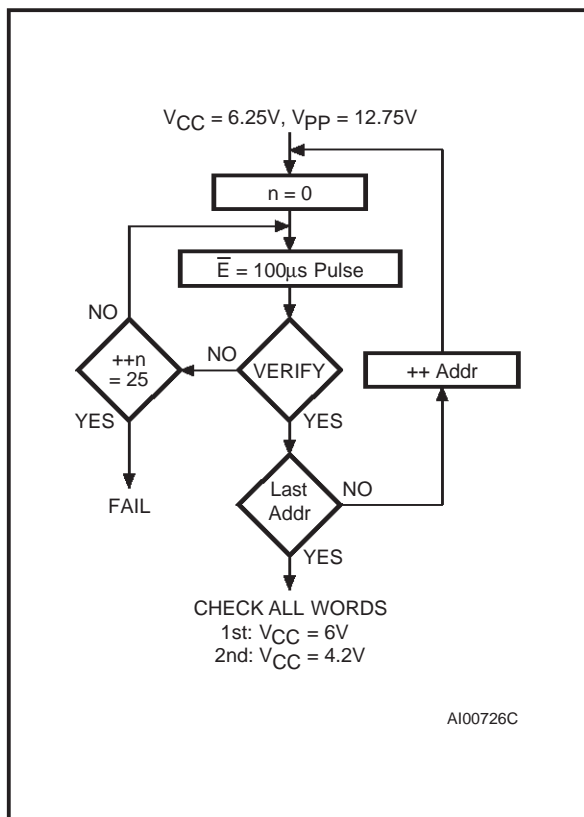 VCC = 6.25V, VPP = 12.75V
n = 0
E̅ = 100μs Pulse
NO
++n
= 25
NO
VERIFY
++ Addr
YES
YES
Last
Addr
NO
FAIL
YES
CHECK ALL WORDS
1st: VCC = 6V
2nd: VCC = 4.2V
AI00726C